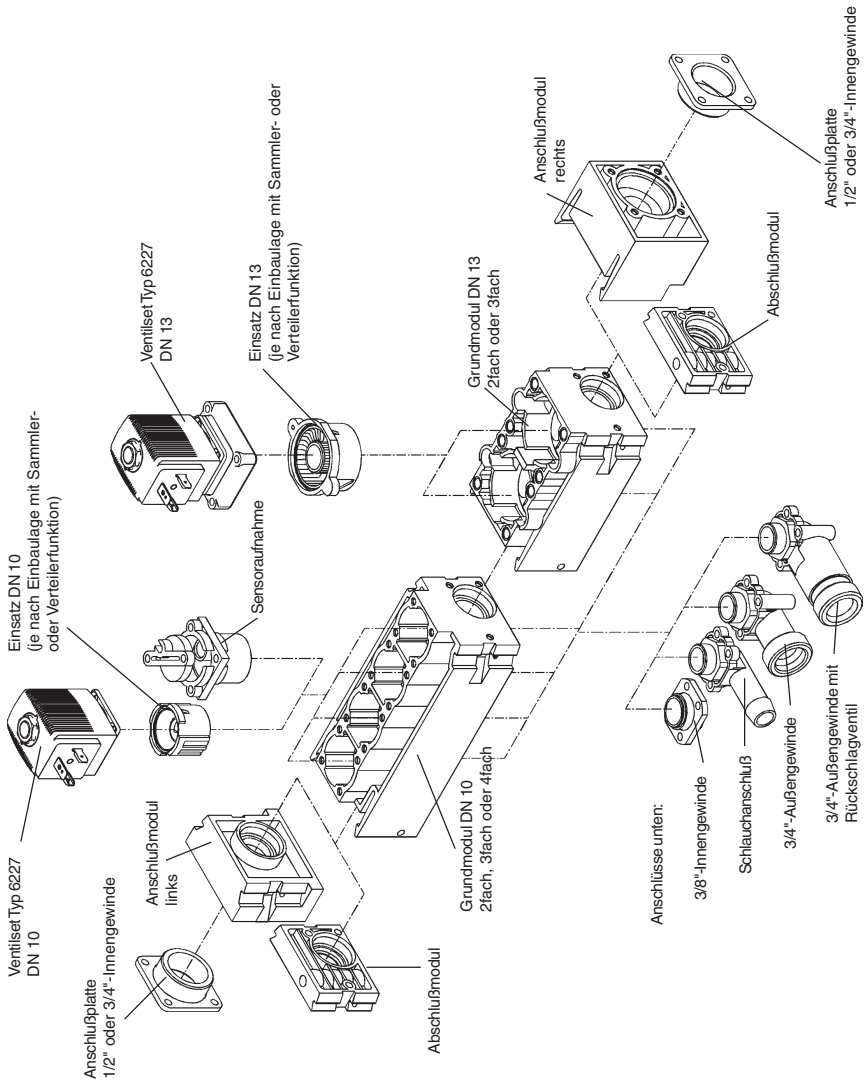 Ventilset Typ 6227
DN 10
Einsatz DN 10
(je nach Einbaulage mit Sammler-
oder Verteilerfunktion)
Sensoraufnahme
Ventilset Typ 6227
DN 13
Einsatz DN 13
(je nach Einbaulage mit Sammler- oder
Verteilerfunktion)
Anschlußplatte
1/2" oder 3/4"-Innengewinde
Anschlußmodul
links
Abschlußmodul
Grundmodul DN 10
2fach, 3fach oder 4fach
Grundmodul DN 13
2fach oder 3fach
Anschlußmodul
rechts
Abschlußmodul
Anschlußplatte
1/2" oder 3/4"-Innengewinde
Anschlüsse unten:
3/8"-Innengewinde
Schlauchanschluß
3/4"-Außengewinde
3/4"-Außengewinde mit
Rückschlagventil